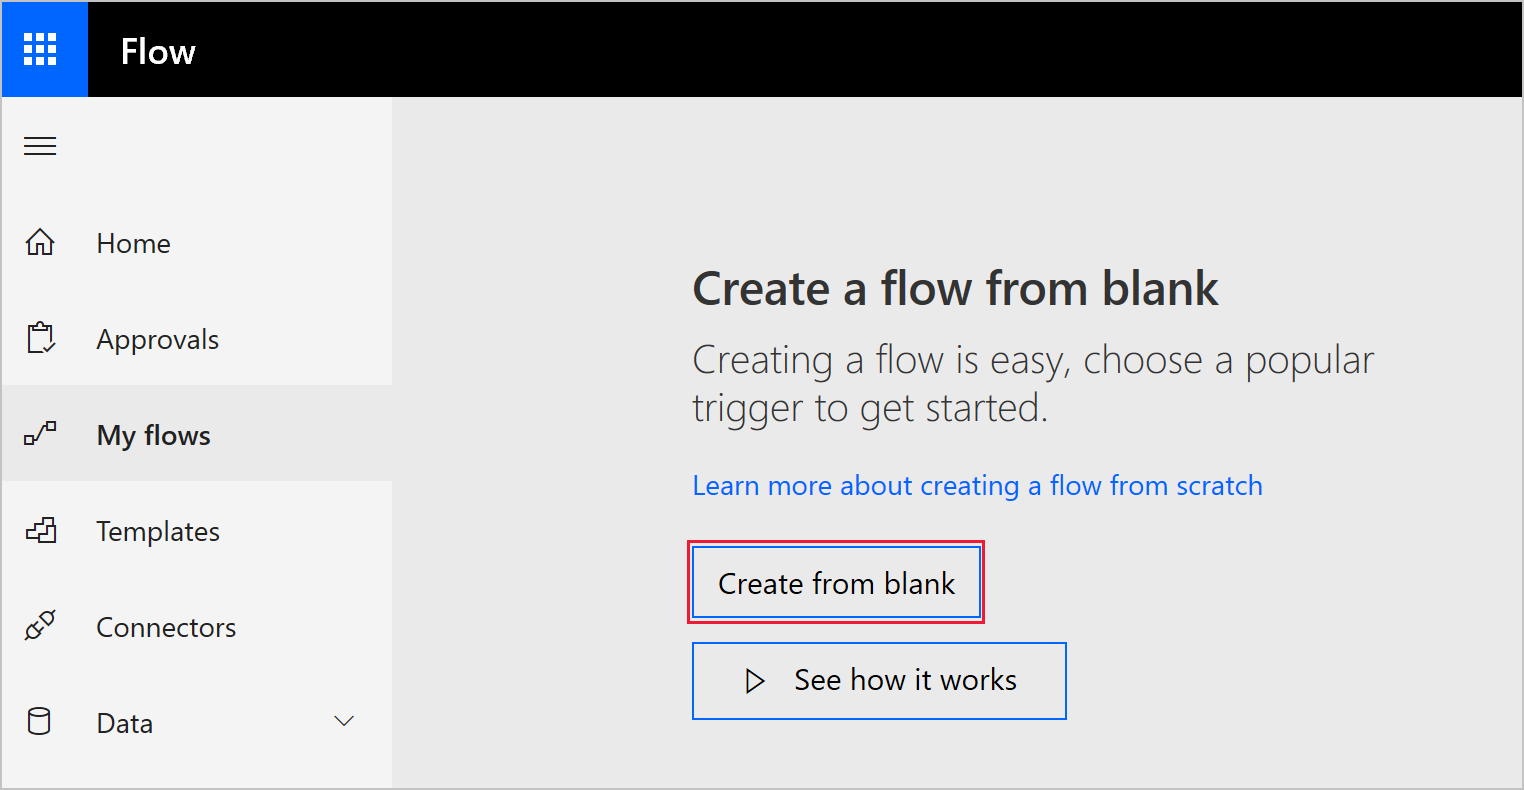 Flow
Home
Approvals
My flows
Templates
Connectors
Data
Create a flow from blank
Creating a flow is easy, choose a popular
trigger to get started.
Learn more about creating a flow from scratch
Create from blank
See how it works